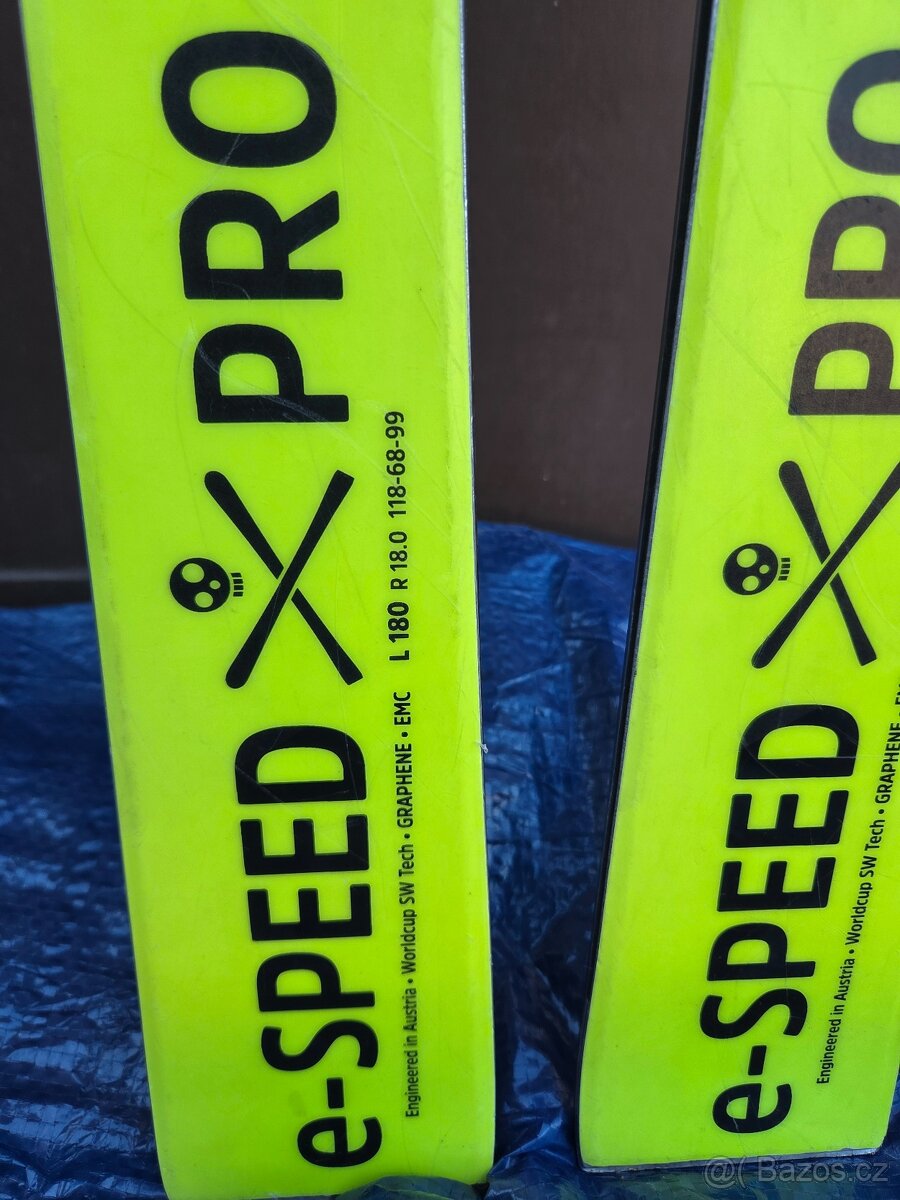 e-SPEED PRO
Engineered in Austria • Worldcup SW Tech • GRAPHENE • EMC L 180 R 18.0 118-68-99
e-SPEED PRO
Engineered in Austria • Worldcup SW Tech • GRAPHENE •
@( Bazos.cz